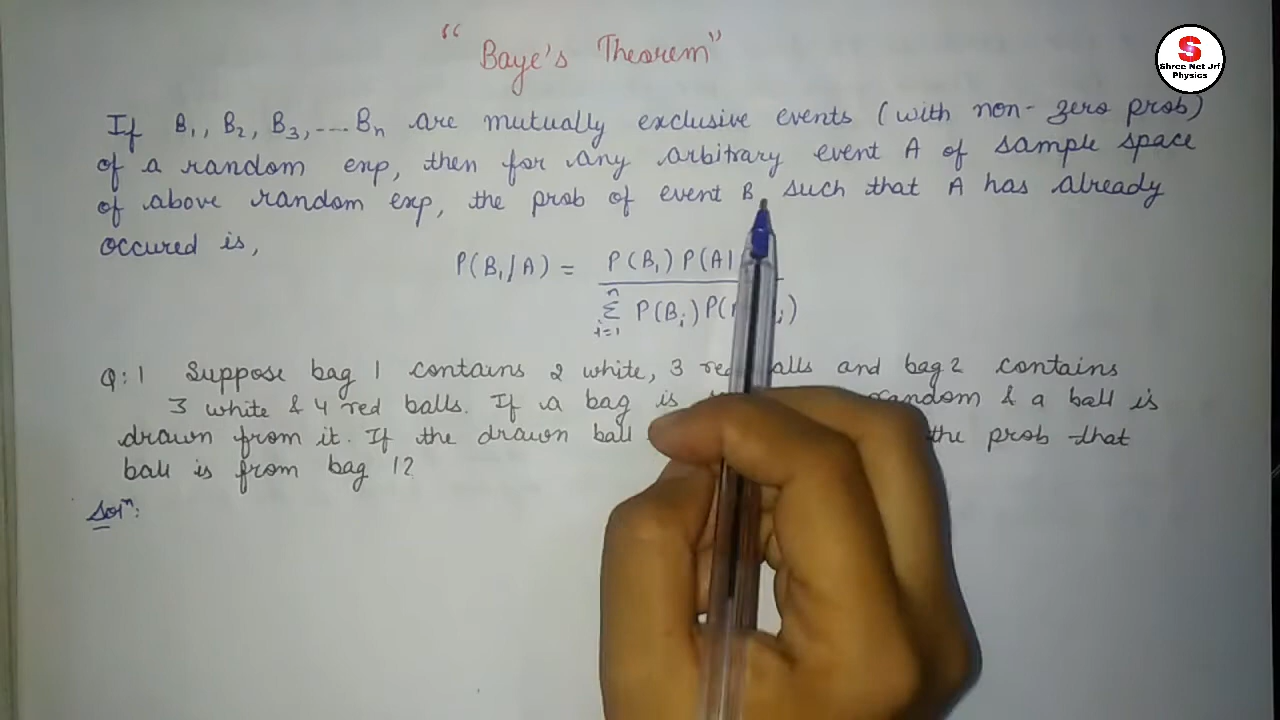 “ Baye's Theorem ”
S
Shree Net Jrf
Physics
If B₁, B₂, B₃, .... Bn are mutually exclusive events (with non-zero prob)
of a random exp, then for any arbitrary event A of sample space
of above random exp, the prob of event B such that A has already
occured is,
P(B₁/A) = P(B₁) P(A|
n
Σ P(Bᵢ) P( ᵢ)
i=1
Q:1 Suppose bag 1 contains 2 white, 3 red balls and bag 2 contains
3 white & 4 red balls. If a bag is random & a ball is
drawn from it. If the drawn ball the prob that
ball is from bag 1?
Solⁿ: